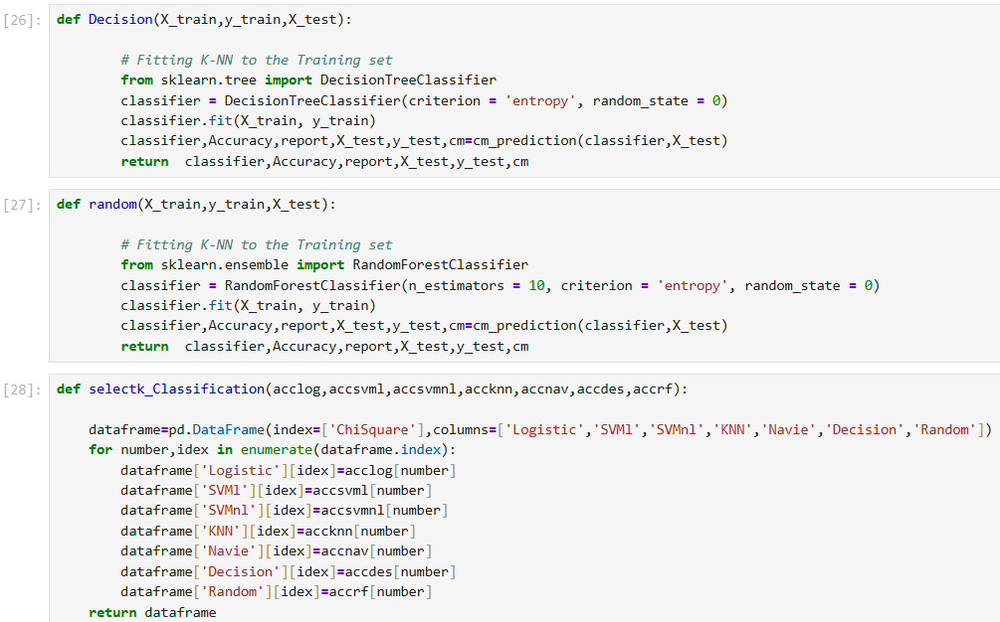 [26]: def Decision(X_train,y_train,X_test):
# Fitting K-NN to the Training set
from sklearn.tree import DecisionTreeClassifier
classifier = DecisionTreeClassifier(criterion = 'entropy', random_state = 0)
classifier.fit(X_train, y_train)
classifier,Accuracy,report,X_test,y_test,cm=cm_prediction(classifier,X_test)
return  classifier,Accuracy,report,X_test,y_test,cm
[27]: def random(X_train,y_train,X_test):
# Fitting K-NN to the Training set
from sklearn.ensemble import RandomForestClassifier
classifier = RandomForestClassifier(n_estimators = 10, criterion = 'entropy', random_state = 0)
classifier.fit(X_train, y_train)
classifier,Accuracy,report,X_test,y_test,cm=cm_prediction(classifier,X_test)
return  classifier,Accuracy,report,X_test,y_test,cm
[28]: def selectk_Classification(acclog,accsvml,accsvmnl,accknn,accnav,accdes,accrf):
dataframe=pd.DataFrame(index=['ChiSquare'],columns=['Logistic','SVMl','SVMnl','KNN','Navie','Decision','Random'])
for number,idex in enumerate(dataframe.index):
dataframe['Logistic'][idex]=acclog[number]
dataframe['SVMl'][idex]=accsvml[number]
dataframe['SVMnl'][idex]=accsvmnl[number]
dataframe['KNN'][idex]=accknn[number]
dataframe['Navie'][idex]=accnav[number]
dataframe['Decision'][idex]=accdes[number]
dataframe['Random'][idex]=accrf[number]
return dataframe